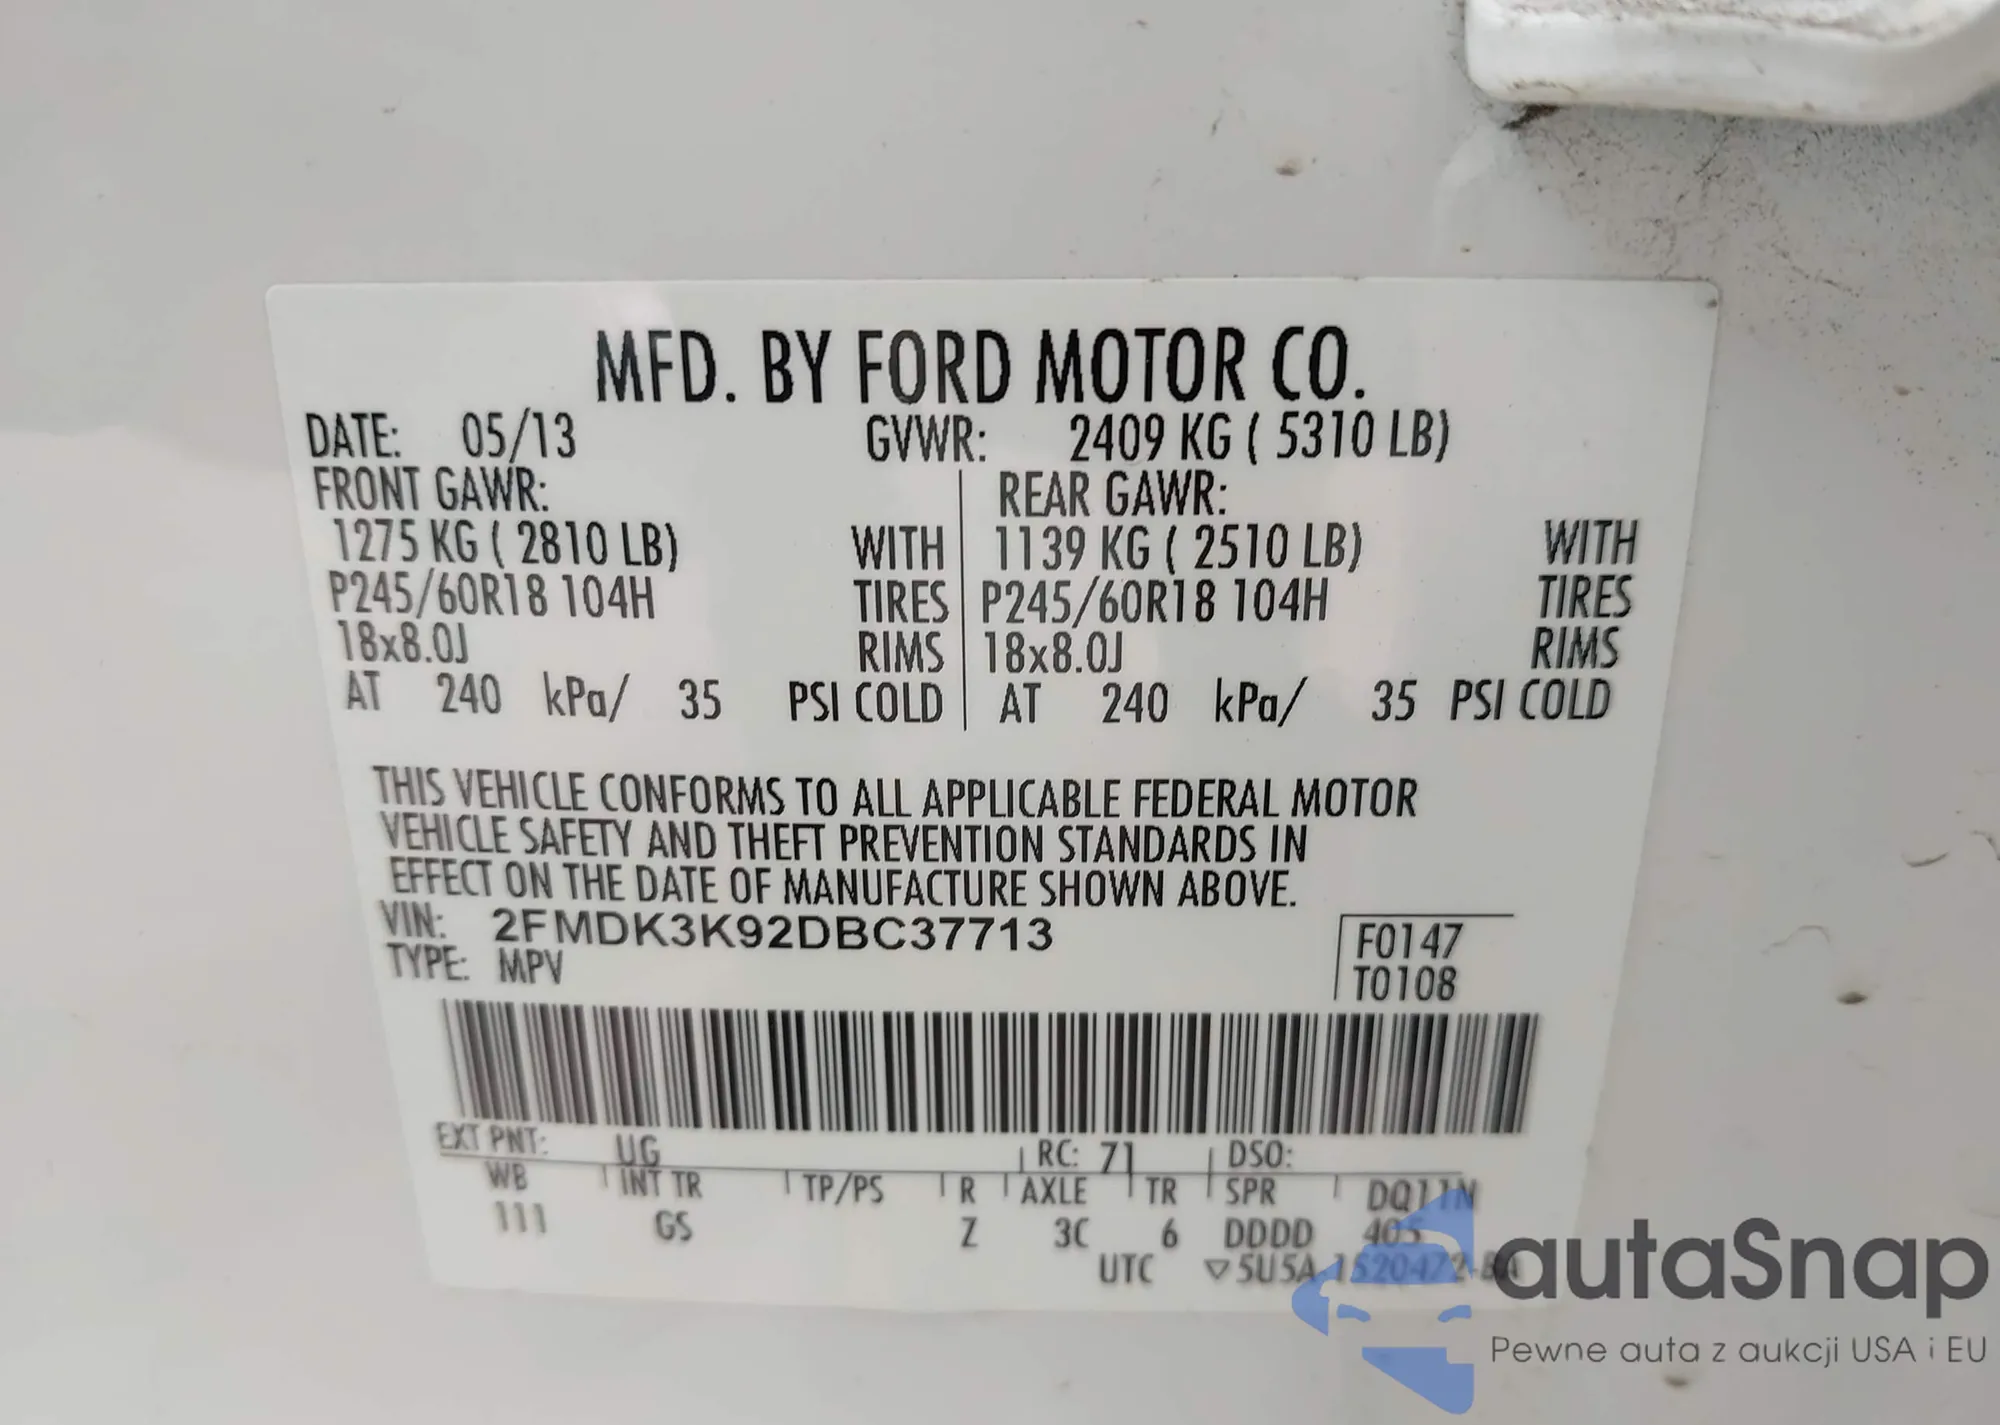 MFD. BY FORD MOTOR CO.
DATE: 05/13 GVWR: 2409 KG ( 5310 LB)
FRONT GAWR: REAR GAWR:
1275 KG ( 2810 LB) WITH 1139 KG ( 2510 LB) WITH
P245/60R18 104H TIRES P245/60R18 104H TIRES
18x8.0J RIMS 18x8.0J RIMS
AT 240 kPa/ 35 PSI COLD AT 240 kPa/ 35 PSI COLD
THIS VEHICLE CONFORMS TO ALL APPLICABLE FEDERAL MOTOR
VEHICLE SAFETY AND THEFT PREVENTION STANDARDS IN
EFFECT ON THE DATE OF MANUFACTURE SHOWN ABOVE.
VIN: 2FMDK3K92DBC37713
TYPE: MPV
F0147
T0108
EXT PNT: UG RC: 71 DSO:
WB INT TR TP/PS R AXLE TR SPR DQ11N
111 GS Z 3C 6 DDDD 405
UTC ▽5U5A-1520472-BA
autaSnap
Pewne auta z aukcji USA i EU